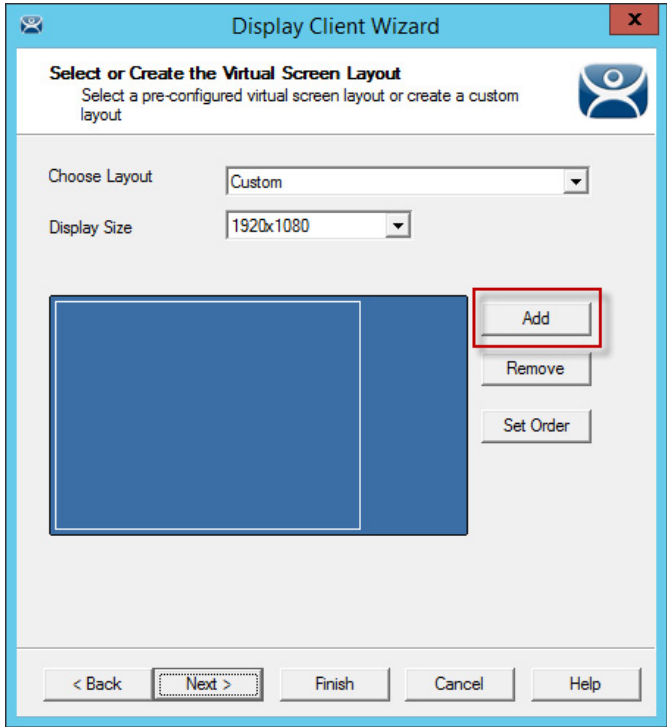 Display Client Wizard
x
Select or Create the Virtual Screen Layout
Select a pre-configured virtual screen layout or create a custom
layout
Choose Layout
Custom
Display Size
1920x1080
Add
Remove
Set Order
< Back
Next >
Finish
Cancel
Help